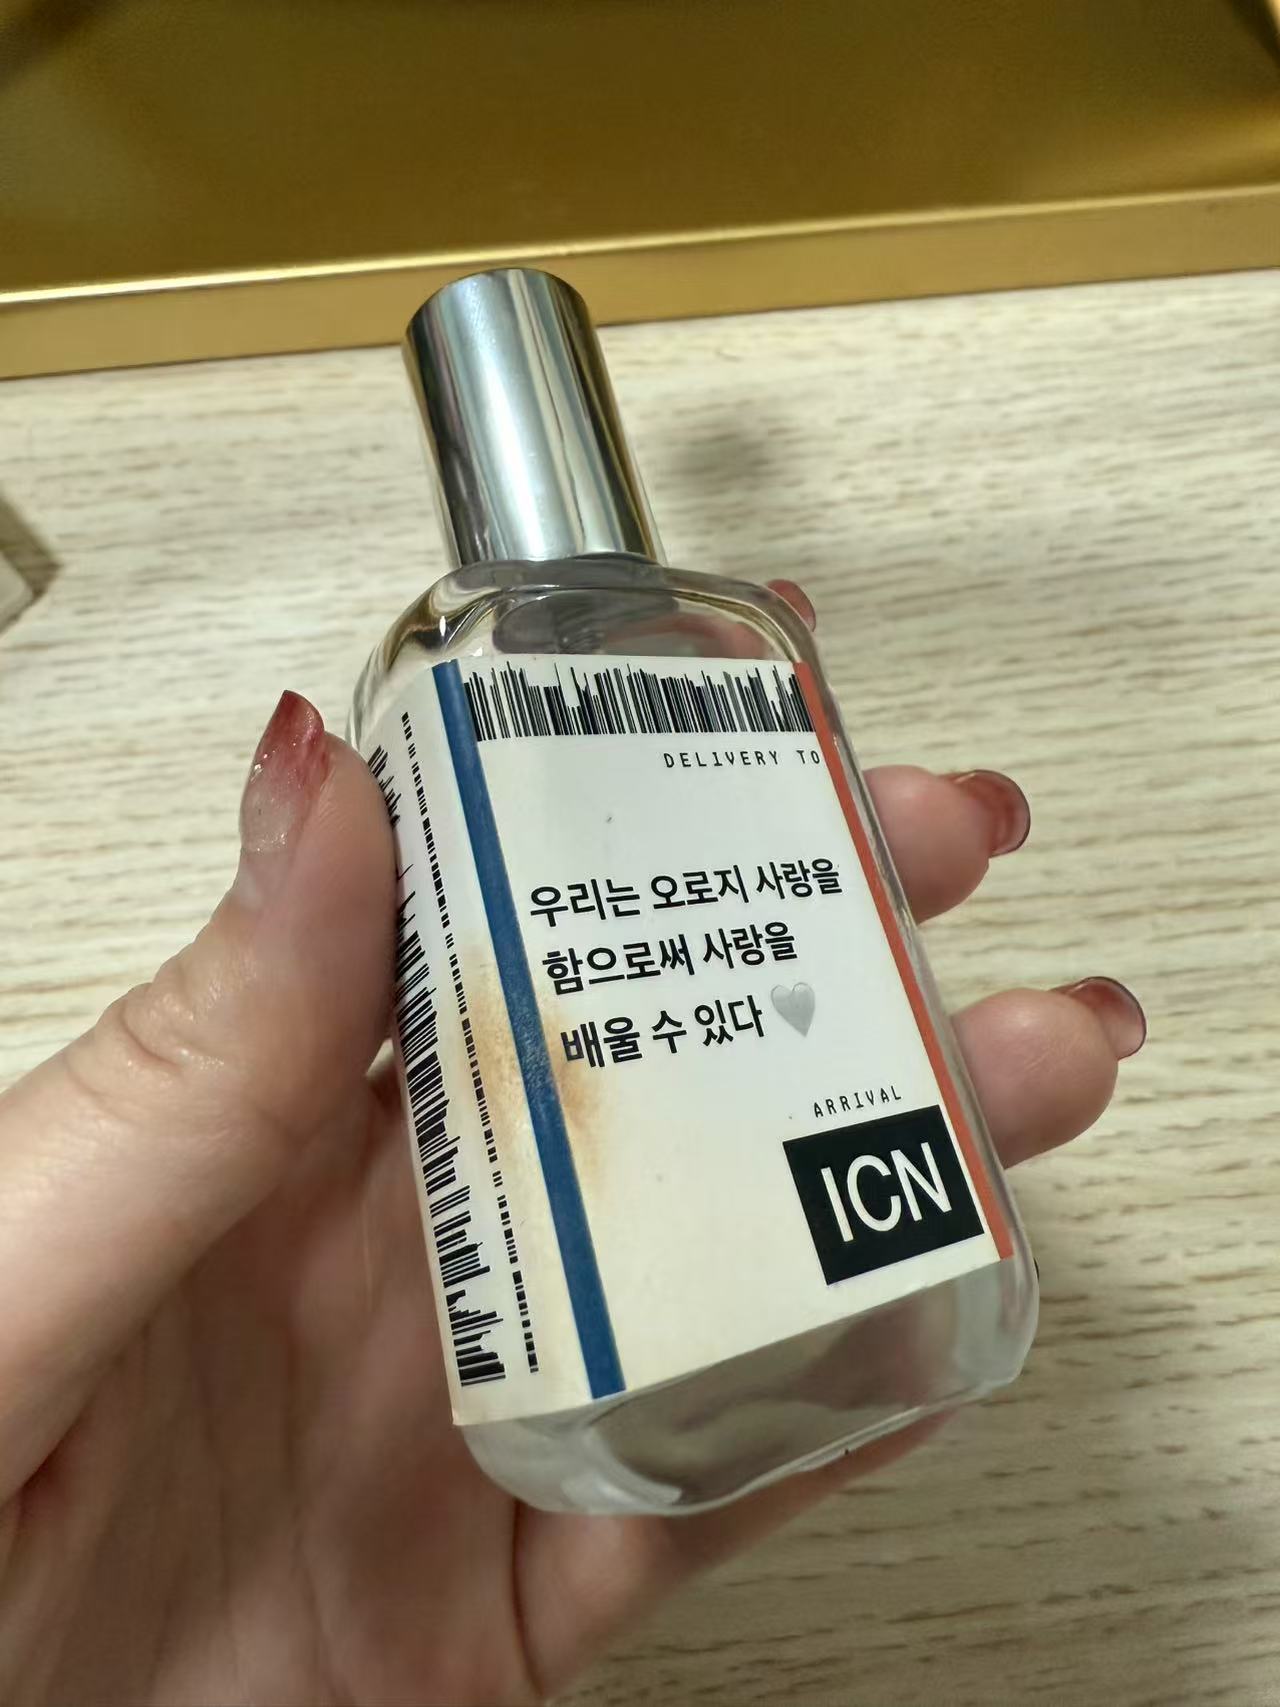 DELIVERY TO
우리는 오로지 사랑을
함으로써 사랑을
배울 수 있다🤍
ARRIVAL
ICN